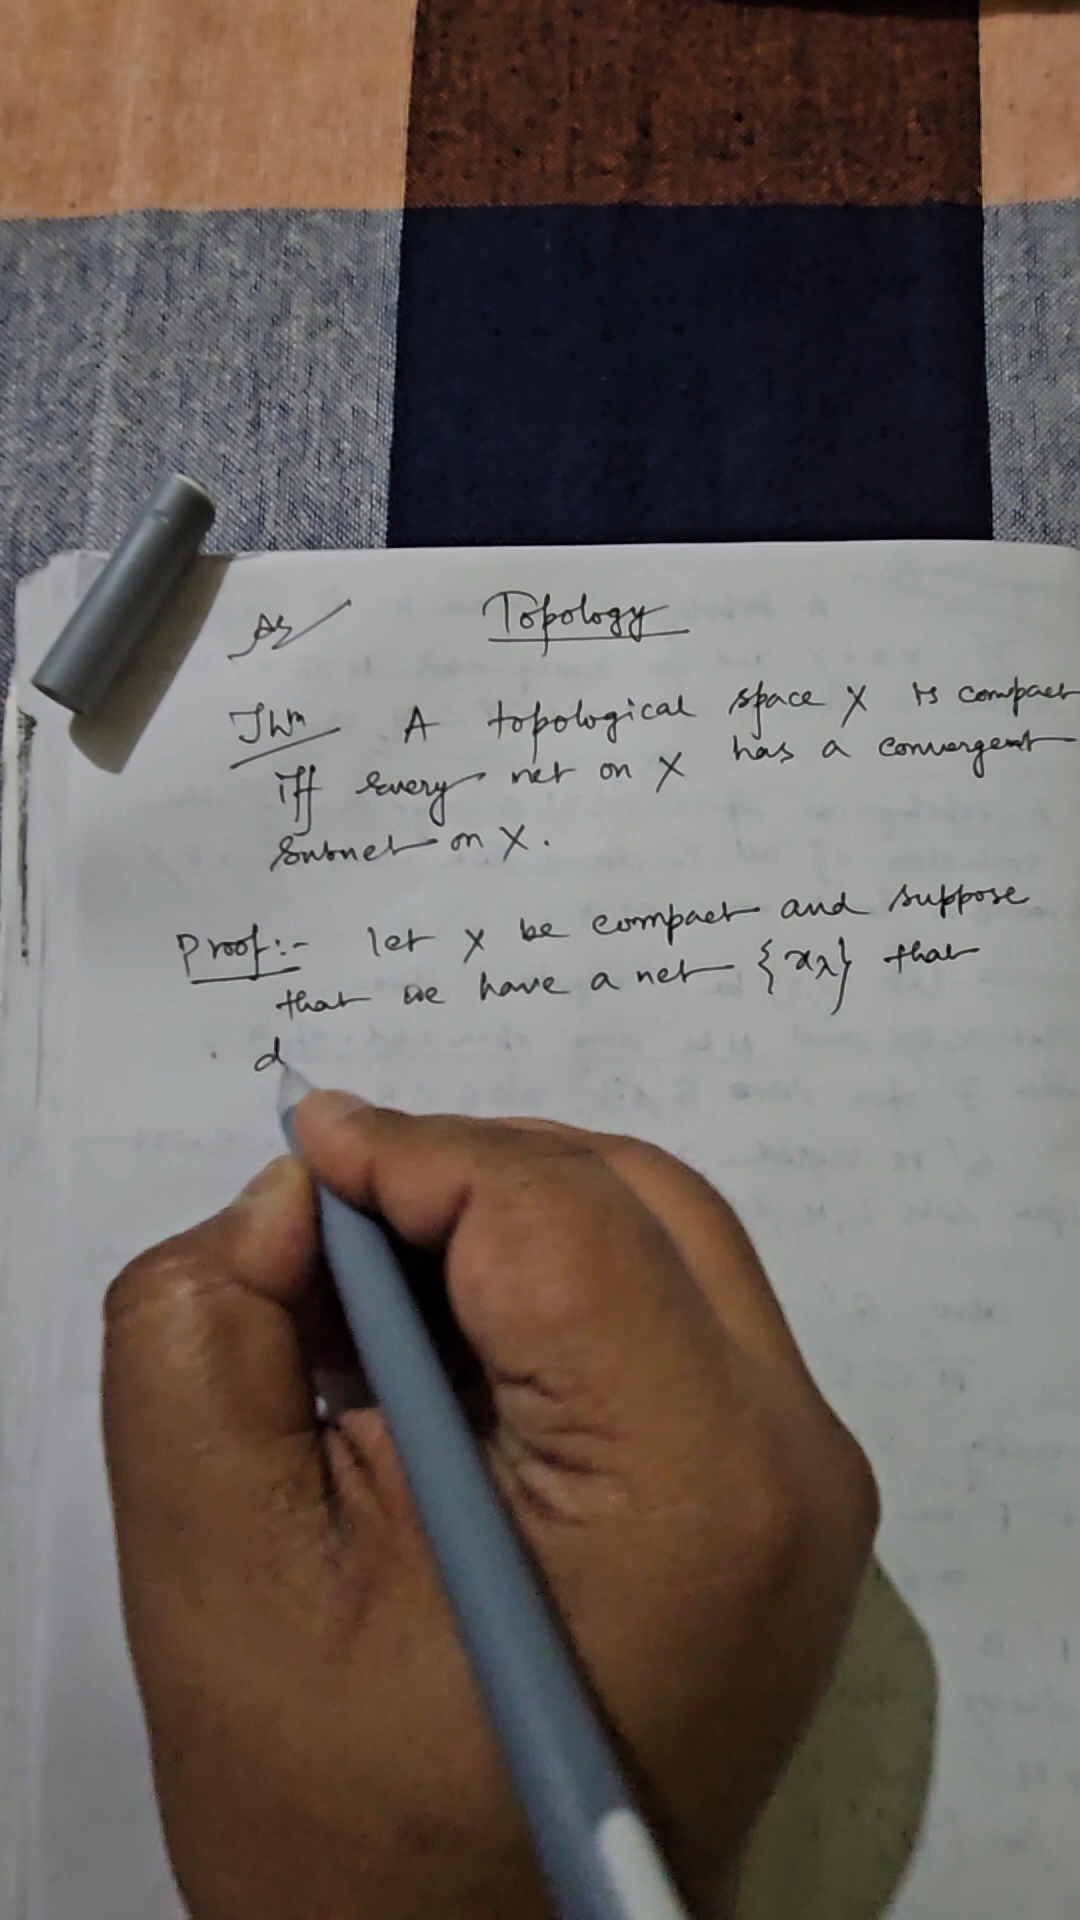 Topology
Thm A topological space X is compact
iff every net on X has a convergent
subnet on X.
Proof:- let X be compact and suppose
that we have a net {xλ} that
d